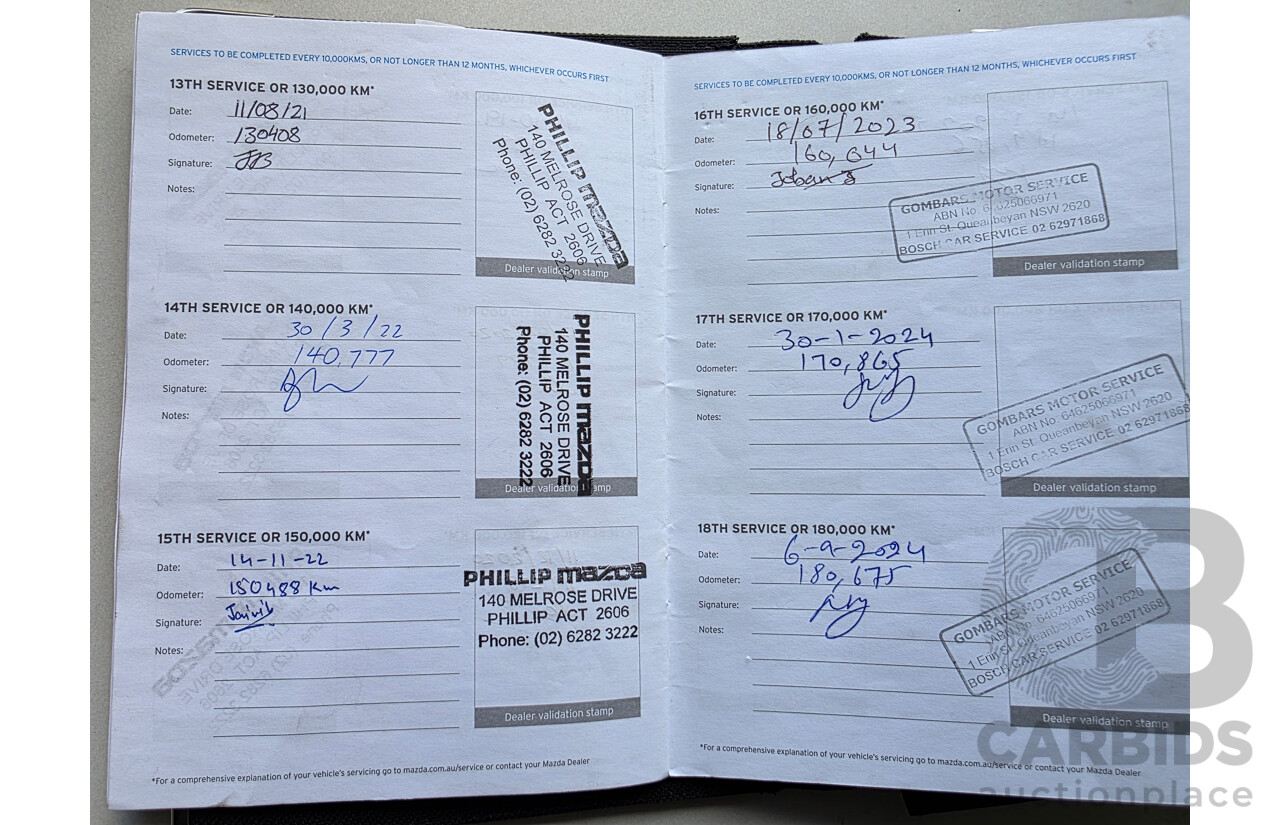 SERVICES TO BE COMPLETED EVERY 10,000KMS, OR NOT LONGER THAN 12 MONTHS, WHICHEVER OCCURS FIRST
13TH SERVICE OR 130,000 KM*
Date: 11/08/21
Odometer: 130408
Signature: JB
Notes:
PHILLIP mazda
140 MELROSE DRIVE
PHILLIP ACT 2606
Phone: (02) 6282 3222
Dealer validation stamp
14TH SERVICE OR 140,000 KM*
Date: 30/3/22
Odometer: 140,777
Signature:
Notes:
PHILLIP mazda
140 MELROSE DRIVE
PHILLIP ACT 2606
Phone: (02) 6282 3222
Dealer validation stamp
15TH SERVICE OR 150,000 KM*
Date: 14-11-22
Odometer: 150488 Km
Signature:
Notes:
PHILLIP mazda
140 MELROSE DRIVE
PHILLIP ACT 2606
Phone: (02) 6282 3222
Dealer validation stamp
*For a comprehensive explanation of your vehicle's servicing go to mazda.com.au/service or contact your Mazda Dealer
SERVICES TO BE COMPLETED EVERY 10,000KMS, OR NOT LONGER THAN 12 MONTHS, WHICHEVER OCCURS FIRST
16TH SERVICE OR 160,000 KM*
Date: 18/07/2023
Odometer: 160,644
Signature:
Notes:
GOMBARS MOTOR SERVICE
ABN No. 64625066971
1 Erin St. Queanbeyan NSW 2620
BOSCH CAR SERVICE 02 62971868
Dealer validation stamp
17TH SERVICE OR 170,000 KM*
Date: 30-1-2024
Odometer: 170,865
Signature:
Notes:
GOMBARS MOTOR SERVICE
ABN No. 64625066971
1 Erin St. Queanbeyan NSW 2620
BOSCH CAR SERVICE 02 62971868
Dealer validation stamp
18TH SERVICE OR 180,000 KM*
Date: 6-9-2024
Odometer: 180,675
Signature:
Notes:
GOMBARS MOTOR SERVICE
ABN No. 64625066971
1 Erin St. Queanbeyan NSW 2620
BOSCH CAR SERVICE 02 62971868
Dealer validation stamp
*For a comprehensive explanation of your vehicle's servicing go to mazda.com.au/service or contact your Mazda Dealer
CARBIDS
auctionplace